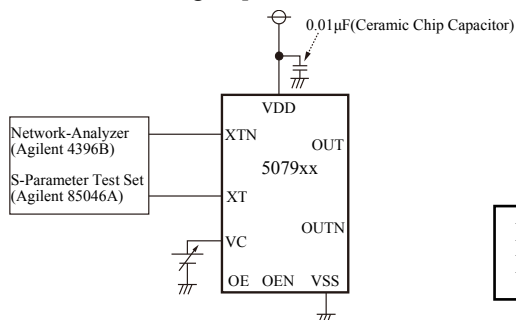 0.01μF(Ceramic Chip Capacitor)
VDD
Network-Analyzer
(Agilent 4396B)
S-Parameter Test Set
(Agilent 85046A)
XTN
OUT
5079xx
XT
OUTN
VC
OE OEN VSS